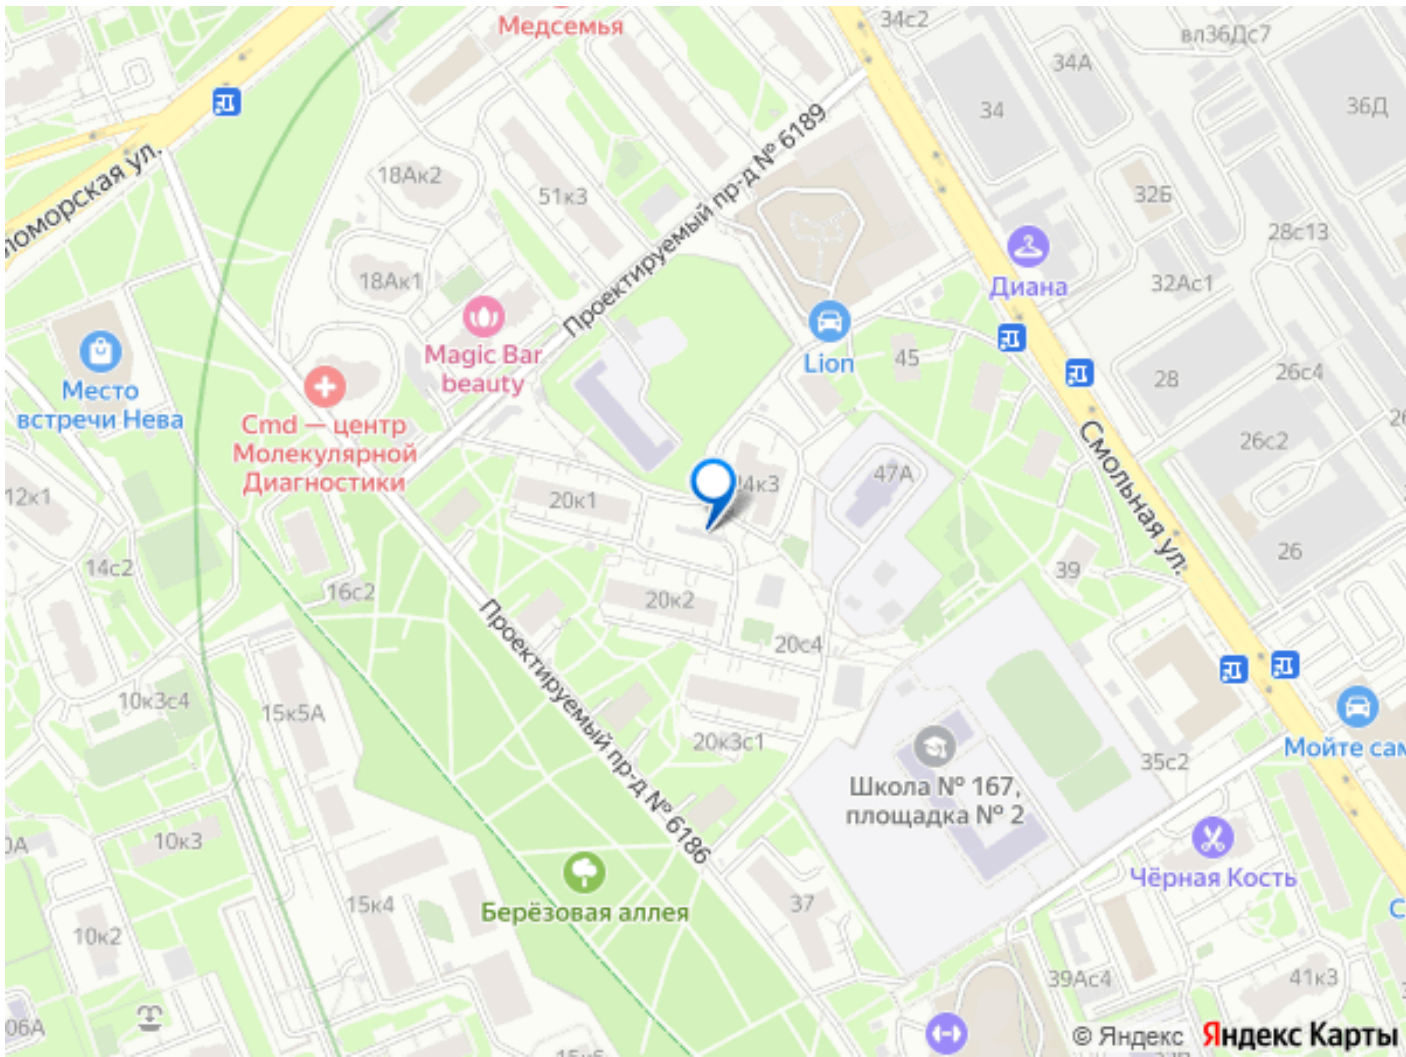 Медсемья
34с2
вл36Дс7
34А
34
36Д
Проектируемый пр-д № 6189
18Ак2
51к3
32Б
28с13
32Ас1
Диана
18Ак1
Magic Bar
beauty
Lion
45
28
26с4
26с2
26
Место
встречи Нева
Cmd — центр
Молекулярной
Диагностики
12к1
20к1
47А
Смольная ул.
14с2
16с2
20к2
39
20с4
Проектируемый пр-д № 6186
10к3с4
15к5А
20к3с1
Школа № 167,
площадка № 2
35с2
Мойте сам
10к3
Чёрная Кость
Берёзовая аллея
15к4
37
10к2
39Ас4
41к3
06А
© Яндекс
Яндекс Карты